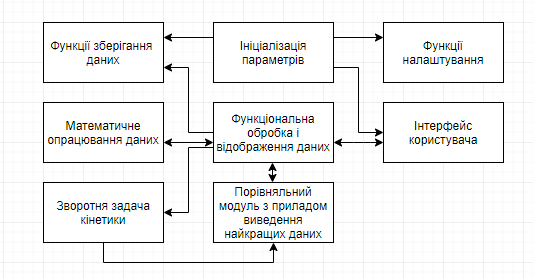 Функції зберігання
даних
Ініціалізація
параметрів
Функції
налаштування
Математичне
опрацювання даних
Функціональна
обробка і
відображення даних
Інтерфейс
користувача
Зворотня задача
кінетики
Порівняльний
модуль з приладом
виведення
найкращих даних